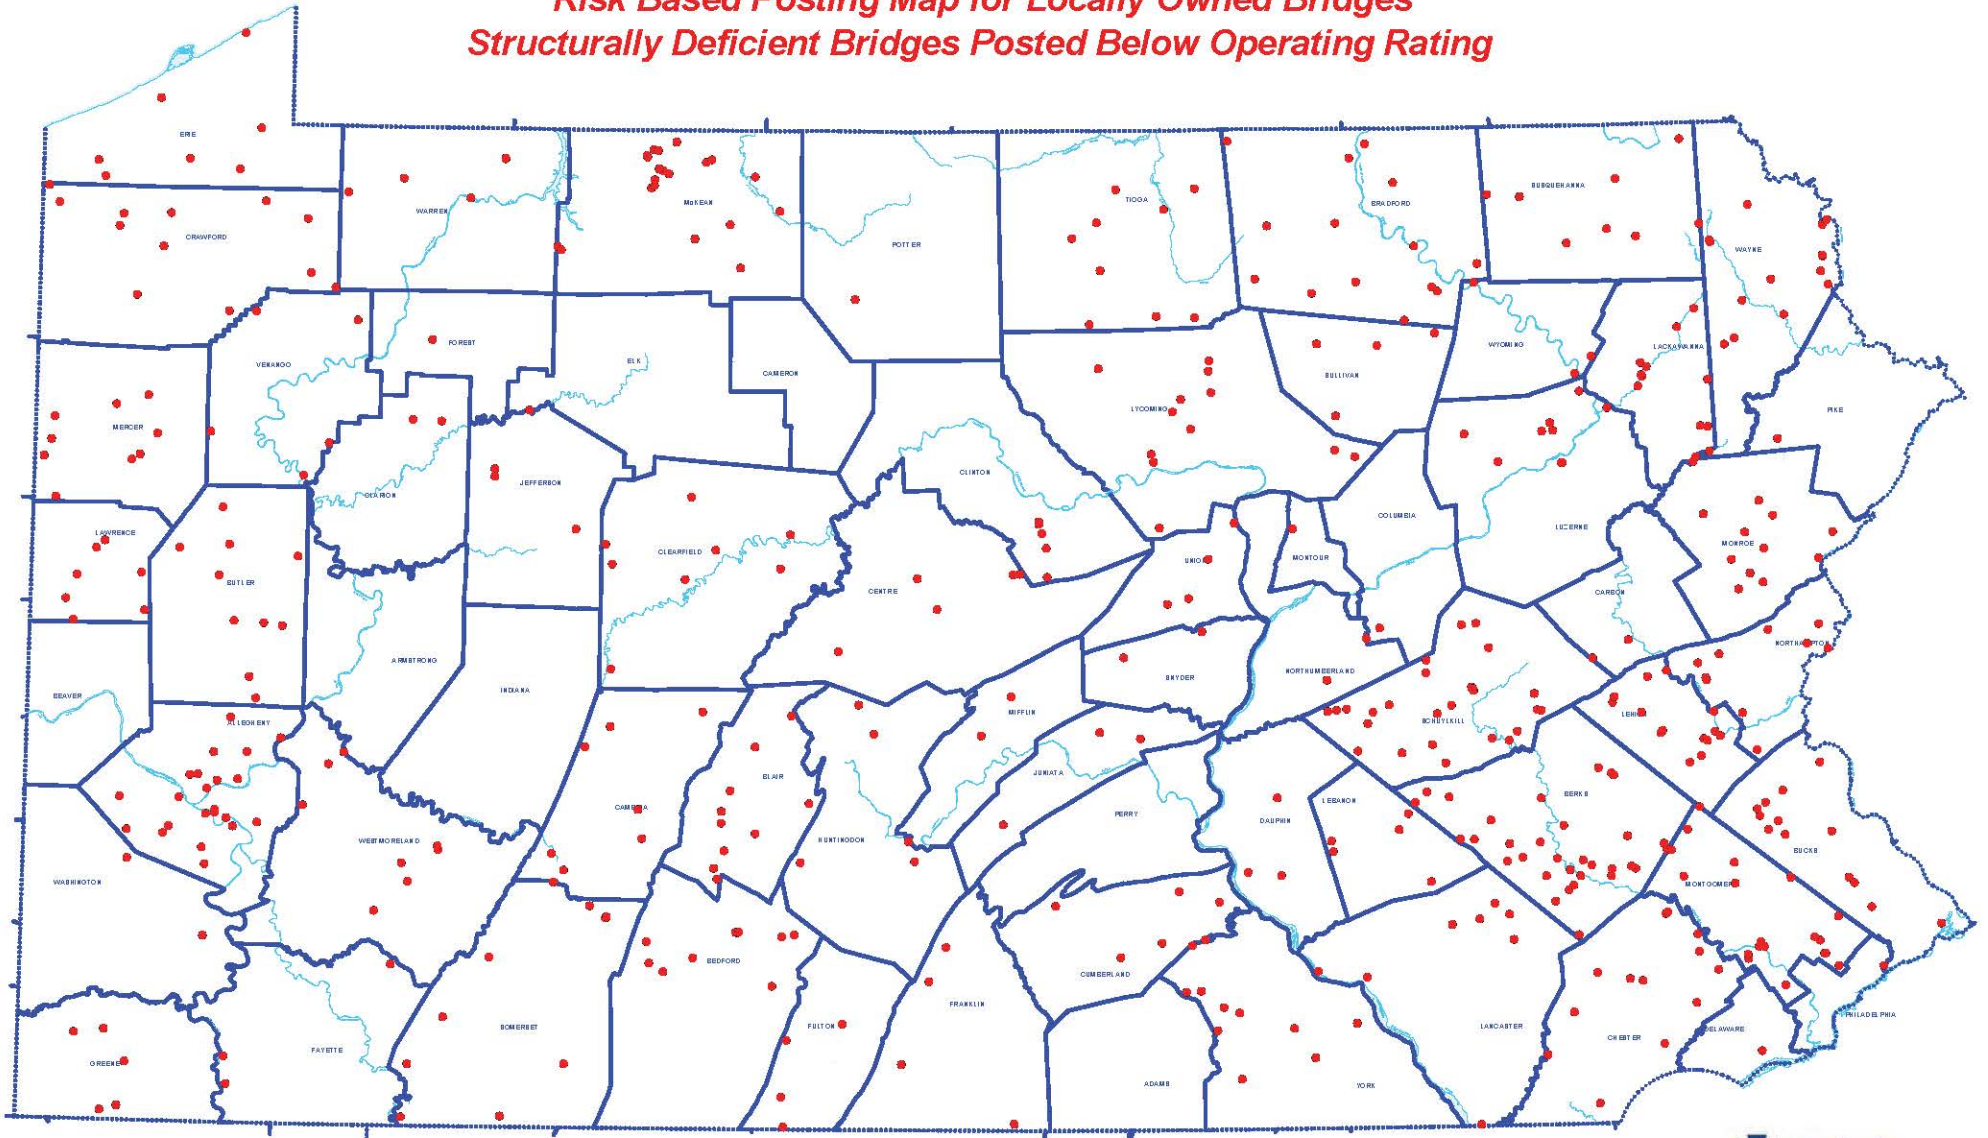 Risk Based Posting Map for Locally Owned Bridges
Structurally Deficient Bridges Posted Below Operating Rating
ERIE
CRAWFORD
WARREN
McKEAN
POTTER
TIOGA
BRADFORD
SUSQUEHANNA
WAYNE
VENANGO
FOREST
ELK
CAMERON
WYOMING
LACKAWANNA
SULLIVAN
LYCOMING
PIKE
MERCER
CLARION
JEFFERSON
CLINTON
COLUMBIA
LUZERNE
LAWRENCE
BUTLER
CLEARFIELD
CENTRE
UNION
MONTOUR
MONROE
CARBON
ARMSTRONG
INDIANA
SNYDER
NORTHUMBERLAND
NORTHAMPTON
BEAVER
ALLEGHENY
MIFFLIN
SCHUYLKILL
LEHIGH
BLAIR
JUNIATA
CAMBRIA
BERKS
LEBANON
DAUPHIN
PERRY
HUNTINGDON
WESTMORELAND
BUCKS
WASHINGTON
MONTGOMERY
BEDFORD
CUMBERLAND
FRANKLIN
FULTON
SOMERSET
LANCASTER
CHESTER
DELAWARE
PHILADELPHIA
GREENE
FAYETTE
ADAMS
YORK